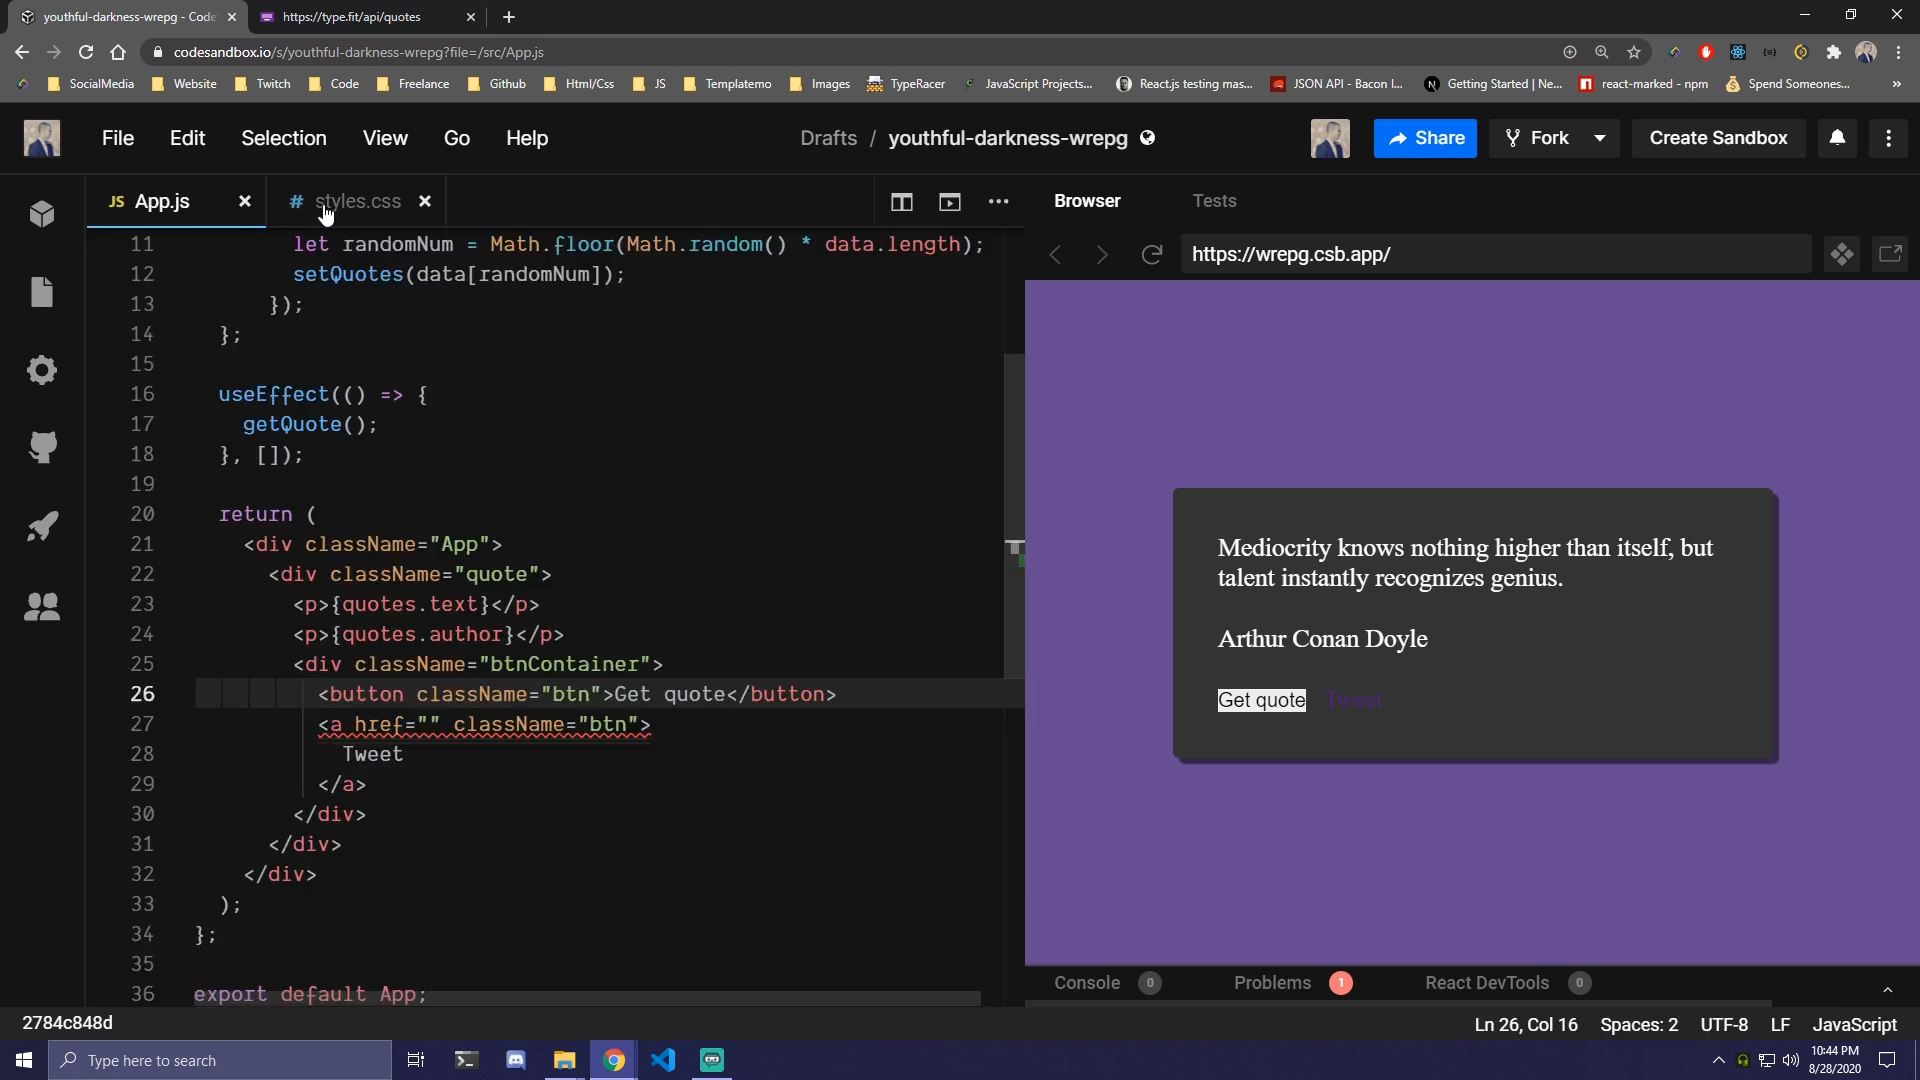 youthful-darkness-wrepg - Code
https://type.fit/api/quotes
codesandbox.io/s/youthful-darkness-wrepg?file=/src/App.js
SocialMedia
Website
Twitch
Code
Freelance
Github
Html/Css
JS
Templatemo
Images
TypeRacer
JavaScript Projects...
React.js testing mas...
JSON API - Bacon I...
Getting Started | Ne...
react-marked - npm
Spend Someones...
»
File
Edit
Selection
View
Go
Help
Drafts / youthful-darkness-wrepg
Share
Fork
Create Sandbox
JS App.js
# styles.css
Browser
Tests
https://wrepg.csb.app/
11 let randomNum = Math.floor(Math.random() * data.length);
12 setQuotes(data[randomNum]);
13 });
14 };
15
16 useEffect(() => {
17 getQuote();
18 }, []);
19
20 return (
21 <div className="App">
22 <div className="quote">
23 <p>{quotes.text}</p>
24 <p>{quotes.author}</p>
25 <div className="btnContainer">
26 <button className="btn">Get quote</button>
27 <a href="" className="btn">
28 Tweet
29 </a>
30 </div>
31 </div>
32 </div>
33 );
34 };
35
36 export default App;
Mediocrity knows nothing higher than itself, but
talent instantly recognizes genius.
Arthur Conan Doyle
Get quote
Tweet
Console 0
Problems 1
React DevTools 0
2784c848d
Ln 26, Col 16
Spaces: 2
UTF-8
LF
JavaScript
Type here to search
10:44 PM
8/28/2020